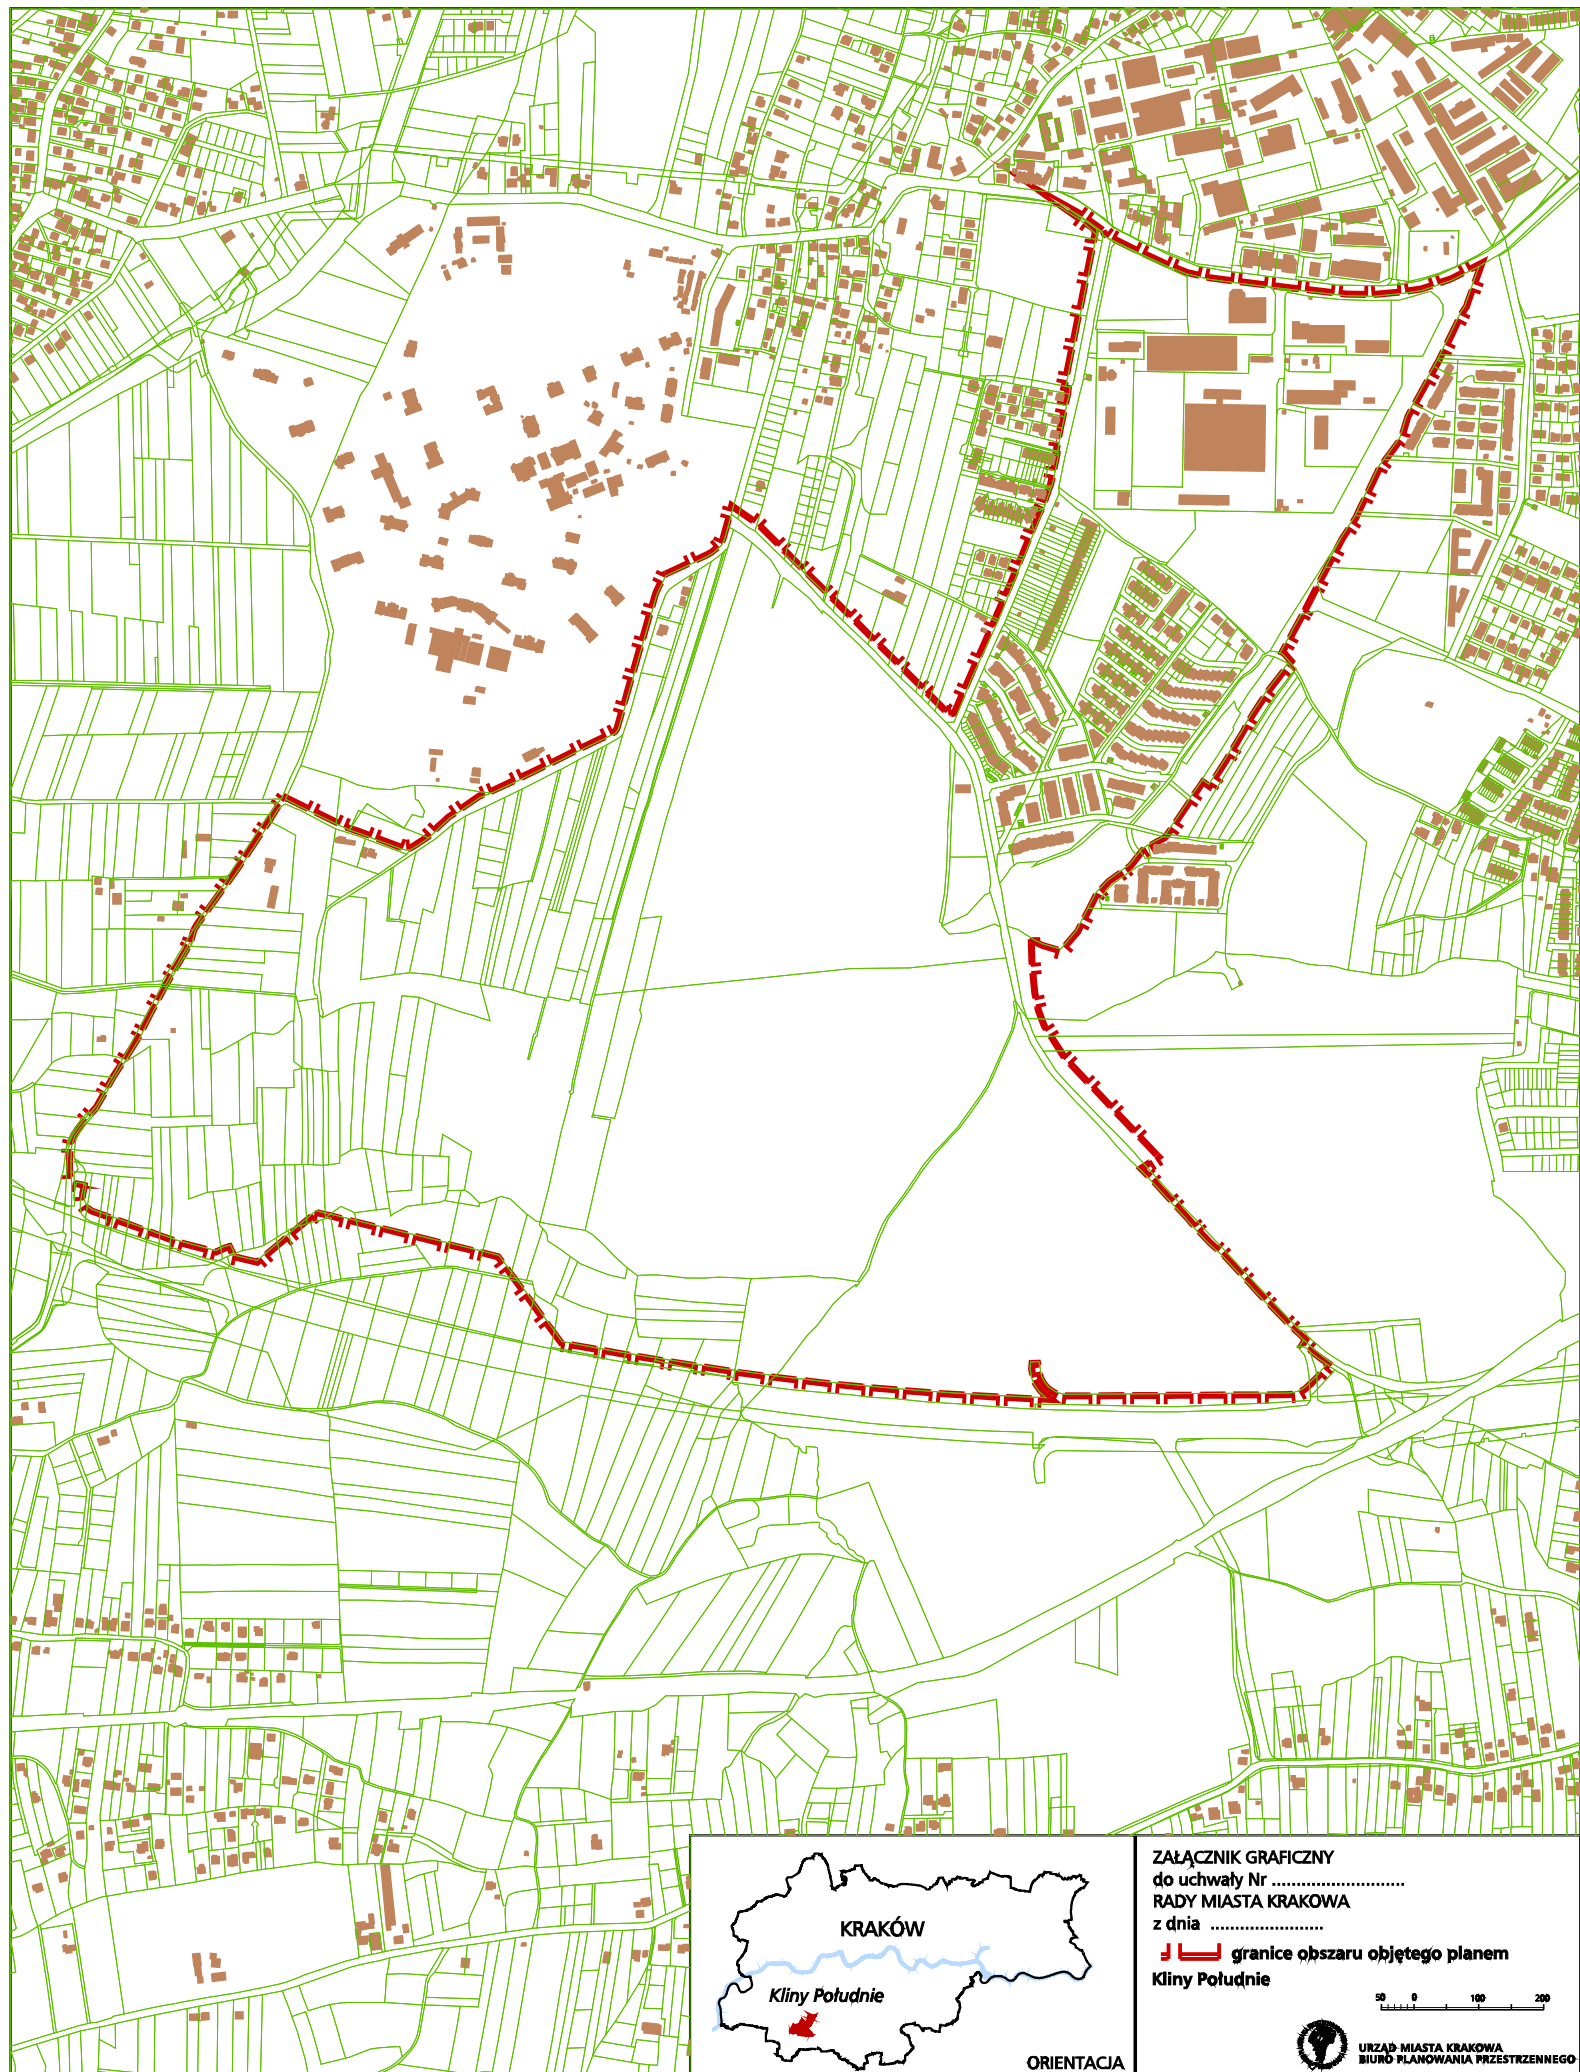 KRAKÓW
Kliny Południe
ORIENTACJA
ZAŁĄCZNIK GRAFICZNY
do uchwały Nr ...........................
RADY MIASTA KRAKOWA
z dnia .......................
granice obszaru objętego planem
Kliny Południe
50 0 100 200
URZĄD MIASTA KRAKOWA
BIURO PLANOWANIA PRZESTRZENNEGO